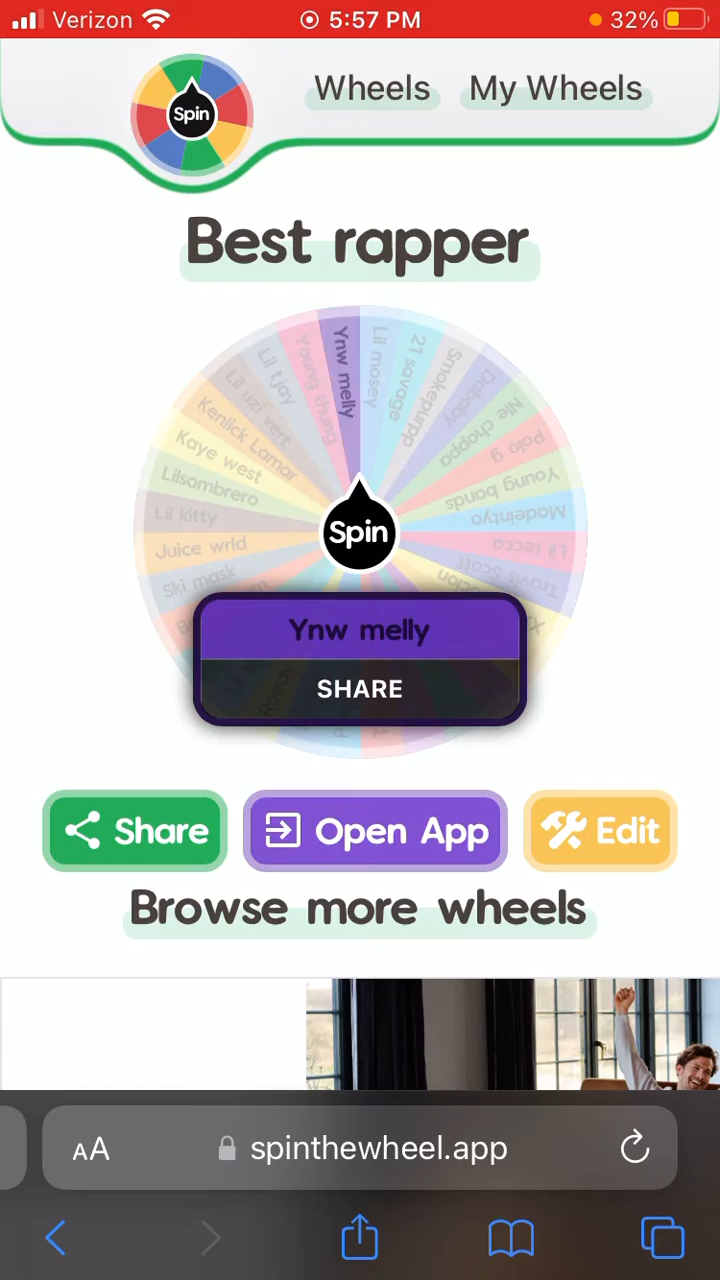 Verizon 5:57 PM 32%
Spin
Wheels My Wheels
Best rapper
Ynw melly
Lil mosey
21 savage
Smokepurpp
Dababy
Nle choppa
Polo g
Young bands
Madeintyo
Lil tecca
Travis Scott
Ski mask
Juice wrld
Lil kitty
Lilsombrero
Kaye west
Kenlick Lamar
Lil uzi vert
Lil tjay
Young thung
Spin
Ynw melly
SHARE
Share
Open App
Edit
Browse more wheels
AA spinthewheel.app